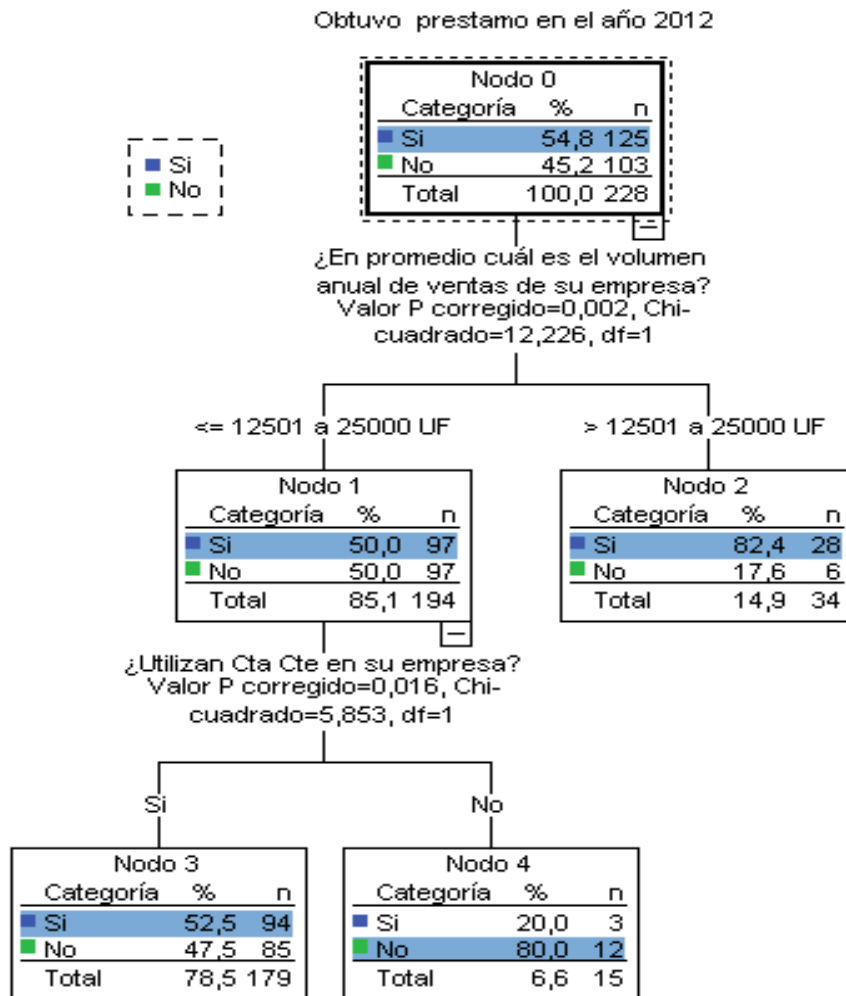 Obtuvo prestamo en el año 2012
Si
No
Nodo 0
Categoría % n
Si 54,8 125
No 45,2 103
Total 100,0 228
¿En promedio cuál es el volumen
anual de ventas de su empresa?
Valor P corregido=0,002, Chi-
cuadrado=12,226, df=1
<= 12501 a 25000 UF
> 12501 a 25000 UF
Nodo 1
Categoría % n
Si 50,0 97
No 50,0 97
Total 85,1 194
Nodo 2
Categoría % n
Si 82,4 28
No 17,6 6
Total 14,9 34
¿Utilizan Cta Cte en su empresa?
Valor P corregido=0,016, Chi-
cuadrado=5,853, df=1
Si
No
Nodo 3
Categoría % n
Si 52,5 94
No 47,5 85
Total 78,5 179
Nodo 4
Categoría % n
Si 20,0 3
No 80,0 12
Total 6,6 15